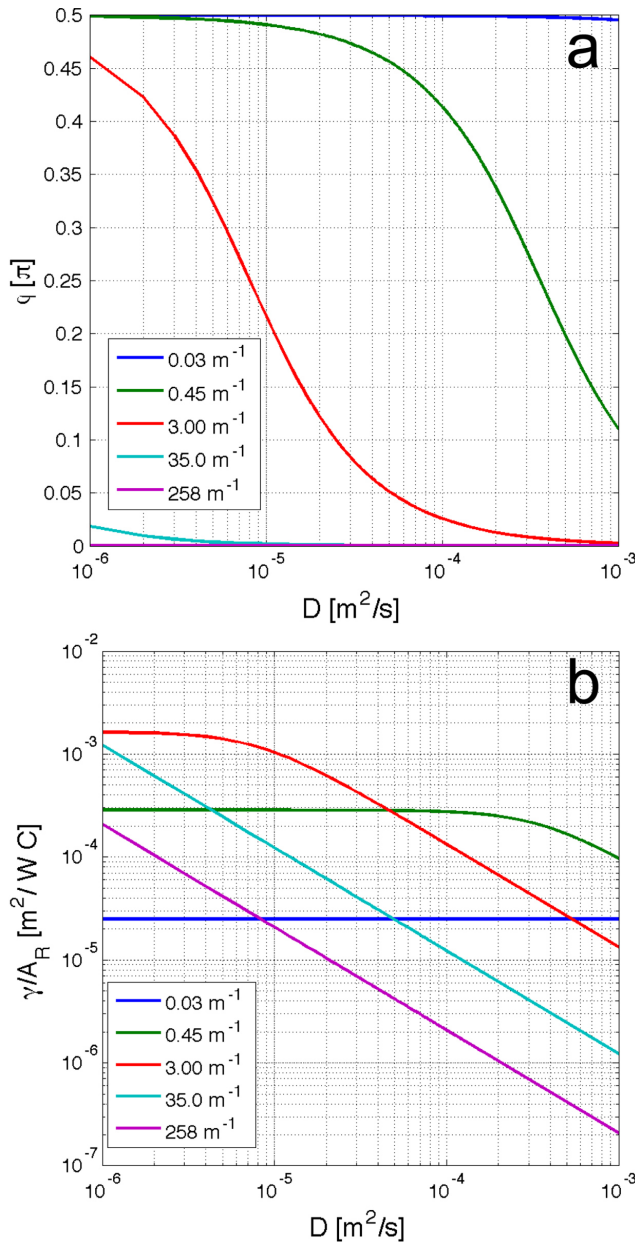 a
0.5
0.45
0.4
0.35
0.3
0.25
0.2
0.15
0.1
0.05
0
[π]
0.03 m⁻¹
0.45 m⁻¹
3.00 m⁻¹
35.0 m⁻¹
258 m⁻¹
10⁻⁶ 10⁻⁵ 10⁻⁴ 10⁻³
D [m²/s]
b
10⁻²
10⁻³
10⁻⁴
10⁻⁵
10⁻⁶
10⁻⁷
γ/A_R [m²/ W C]
0.03 m⁻¹
0.45 m⁻¹
3.00 m⁻¹
35.0 m⁻¹
258 m⁻¹
10⁻⁶ 10⁻⁵ 10⁻⁴ 10⁻³
D [m²/s]